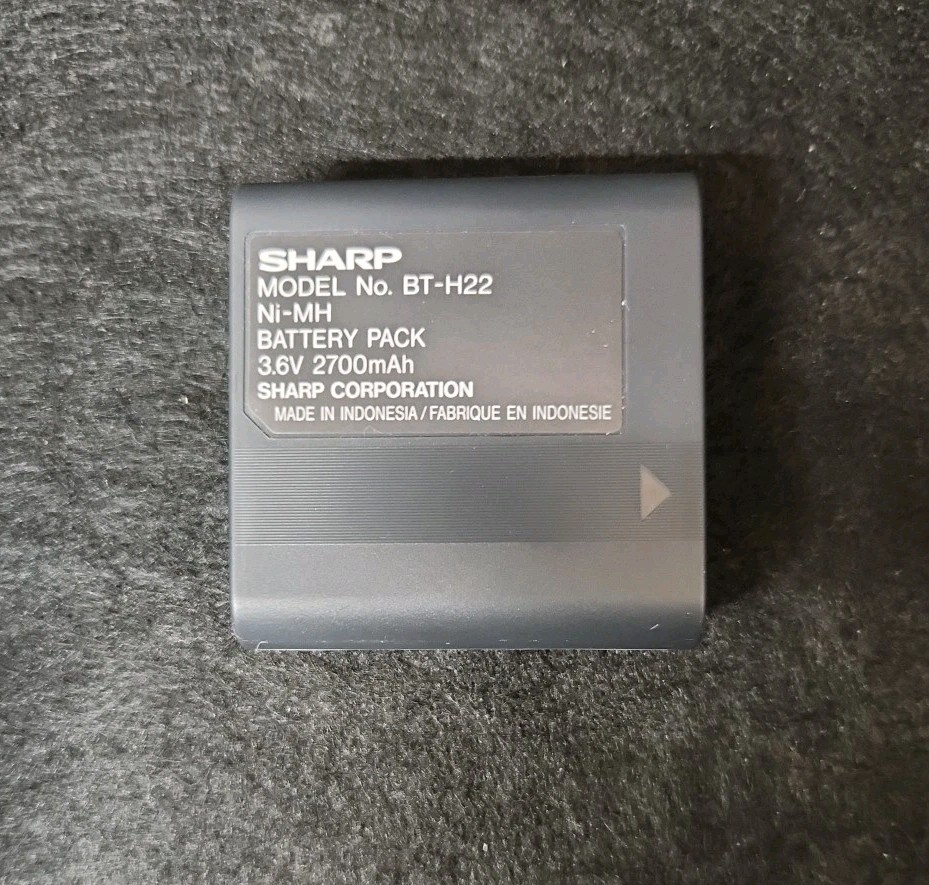 SHARP
MODEL No. BT-H22
Ni-MH
BATTERY PACK
3.6V 2700mAh
SHARP CORPORATION
MADE IN INDONESIA / FABRIQUE EN INDONESIE